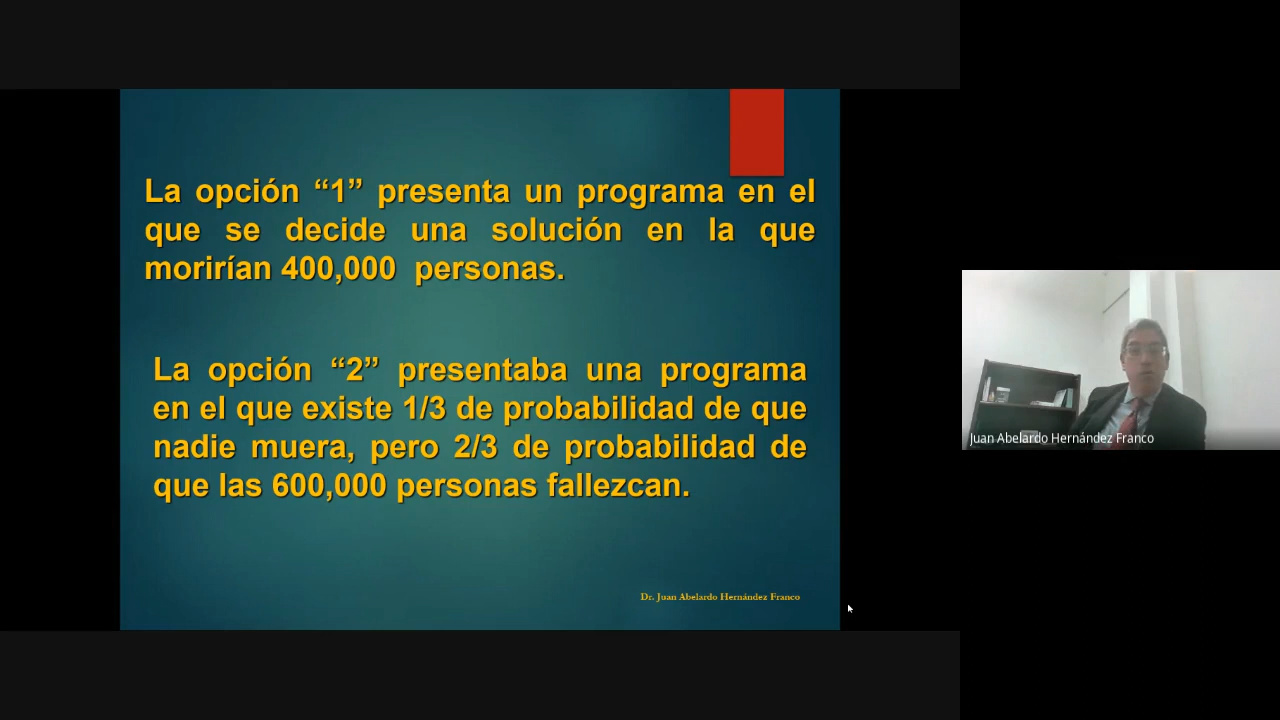 La opción “1” presenta un programa en el
que se decide una solución en la que
morirían 400,000 personas.
La opción “2” presentaba una programa
en el que existe 1/3 de probabilidad de que
nadie muera, pero 2/3 de probabilidad de
que las 600,000 personas fallezcan.
Dr. Juan Abelardo Hernández Franco
Juan Abelardo Hernández Franco